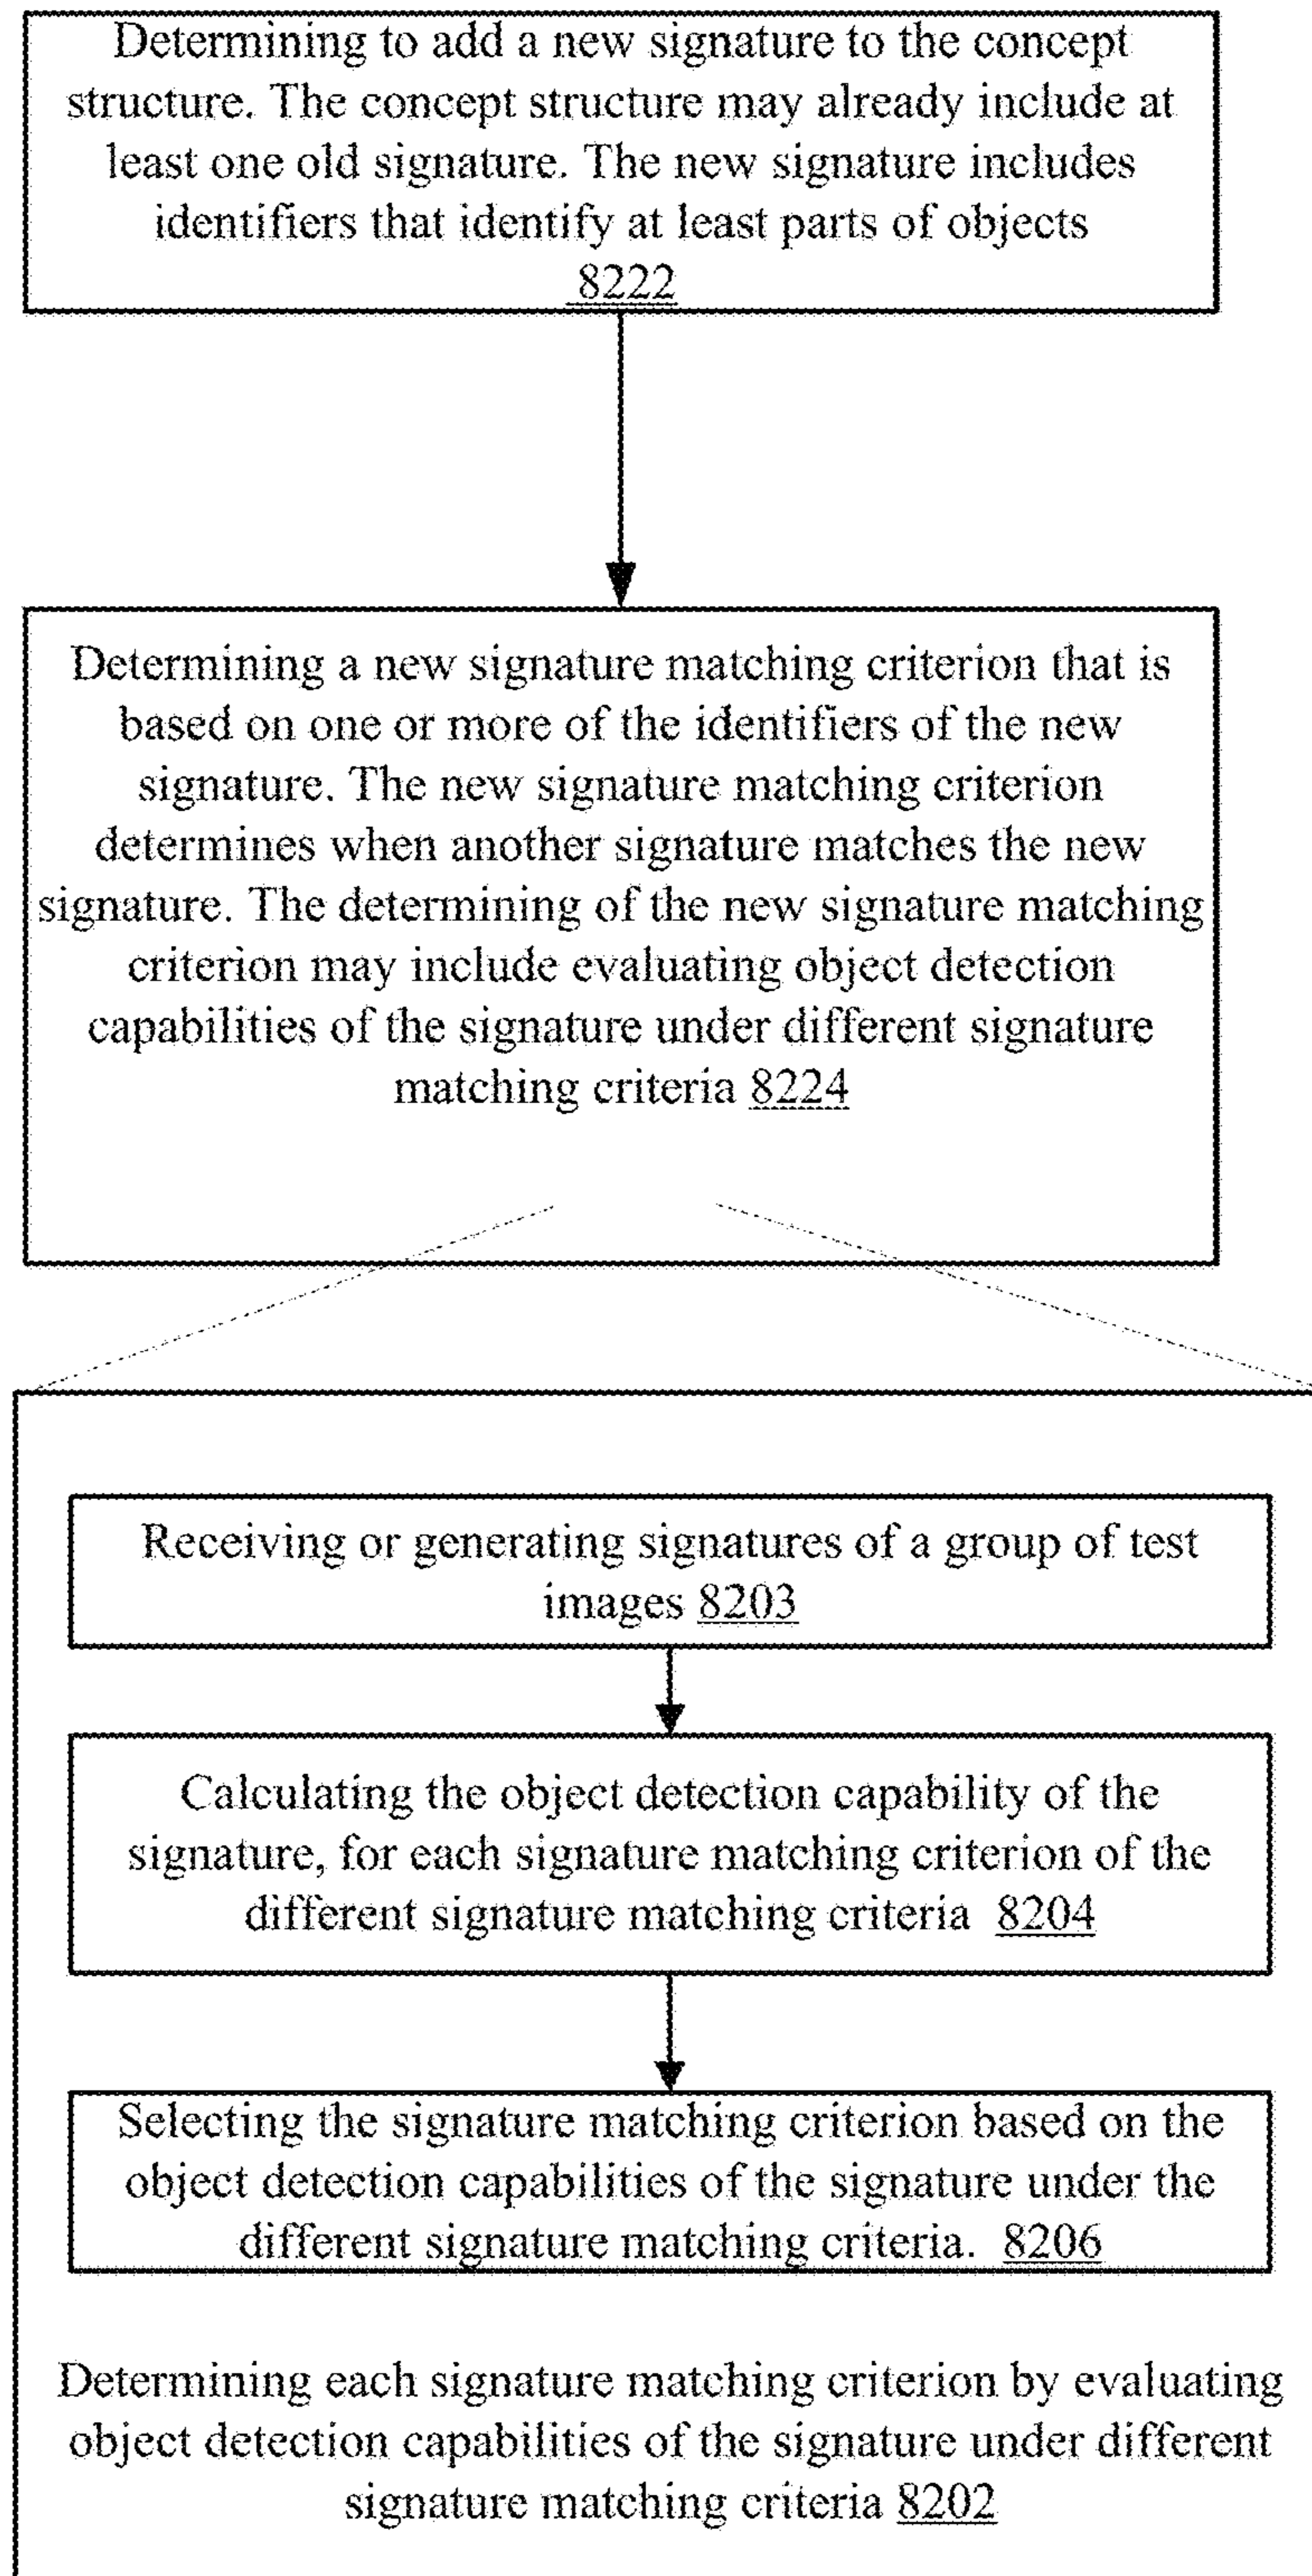 Determining to add a new signature to the concept
structure. The concept structure may already include at
least one old signature. The new signature includes
identifiers that identify at least parts of objects
8222
Determining a new signature matching criterion that is
based on one or more of the identifiers of the new
signature. The new signature matching criterion
determines when another signature matches the new
signature. The determining of the new signature matching
criterion may include evaluating object detection
capabilities of the signature under different signature
matching criteria 8224
Receiving or generating signatures of a group of test
images 8203
Calculating the object detection capability of the
signature, for each signature matching criterion of the
different signature matching criteria 8204
Selecting the signature matching criterion based on the
object detection capabilities of the signature under the
different signature matching criteria. 8206
Determining each signature matching criterion by evaluating
object detection capabilities of the signature under different
signature matching criteria 8202